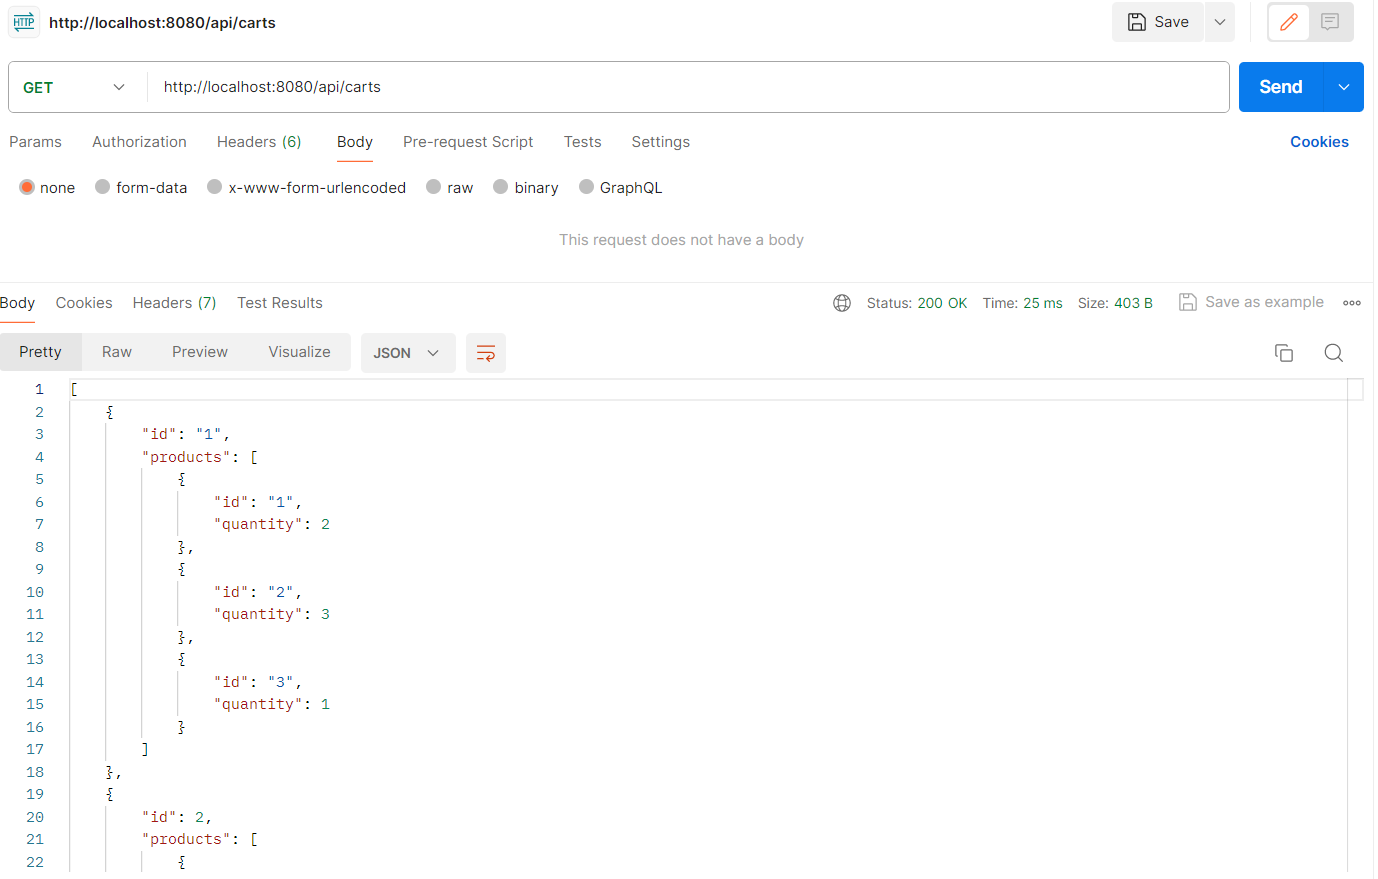 HTTP http://localhost:8080/api/carts Save
GET http://localhost:8080/api/carts Send
Params Authorization Headers (6) Body Pre-request Script Tests Settings Cookies
none form-data x-www-form-urlencoded raw binary GraphQL
This request does not have a body
Body Cookies Headers (7) Test Results Status: 200 OK Time: 25 ms Size: 403 B Save as example
Pretty Raw Preview Visualize JSON
1 [
2 {
3 "id": "1",
4 "products": [
5 {
6 "id": "1",
7 "quantity": 2
8 },
9 {
10 "id": "2",
11 "quantity": 3
12 },
13 {
14 "id": "3",
15 "quantity": 1
16 }
17 ]
18 },
19 {
20 "id": 2,
21 "products": [
22 {